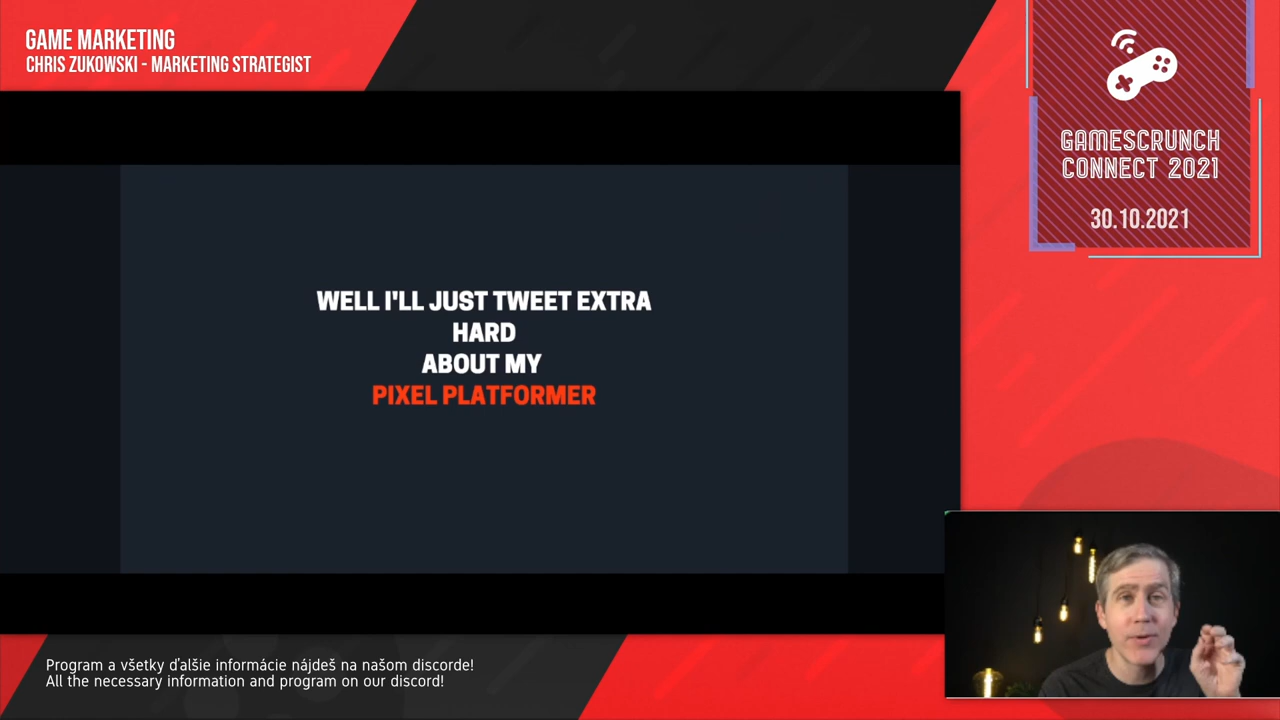 GAME MARKETING
CHRIS ZUKOWSKI - MARKETING STRATEGIST
GAMESCRUNCH
CONNECT 2021
30.10.2021
WELL I'LL JUST TWEET EXTRA
HARD
ABOUT MY
PIXEL PLATFORMER
Program a všetky ďalšie informácie nájdeš na našom discorde!
All the necessary information and program on our discord!